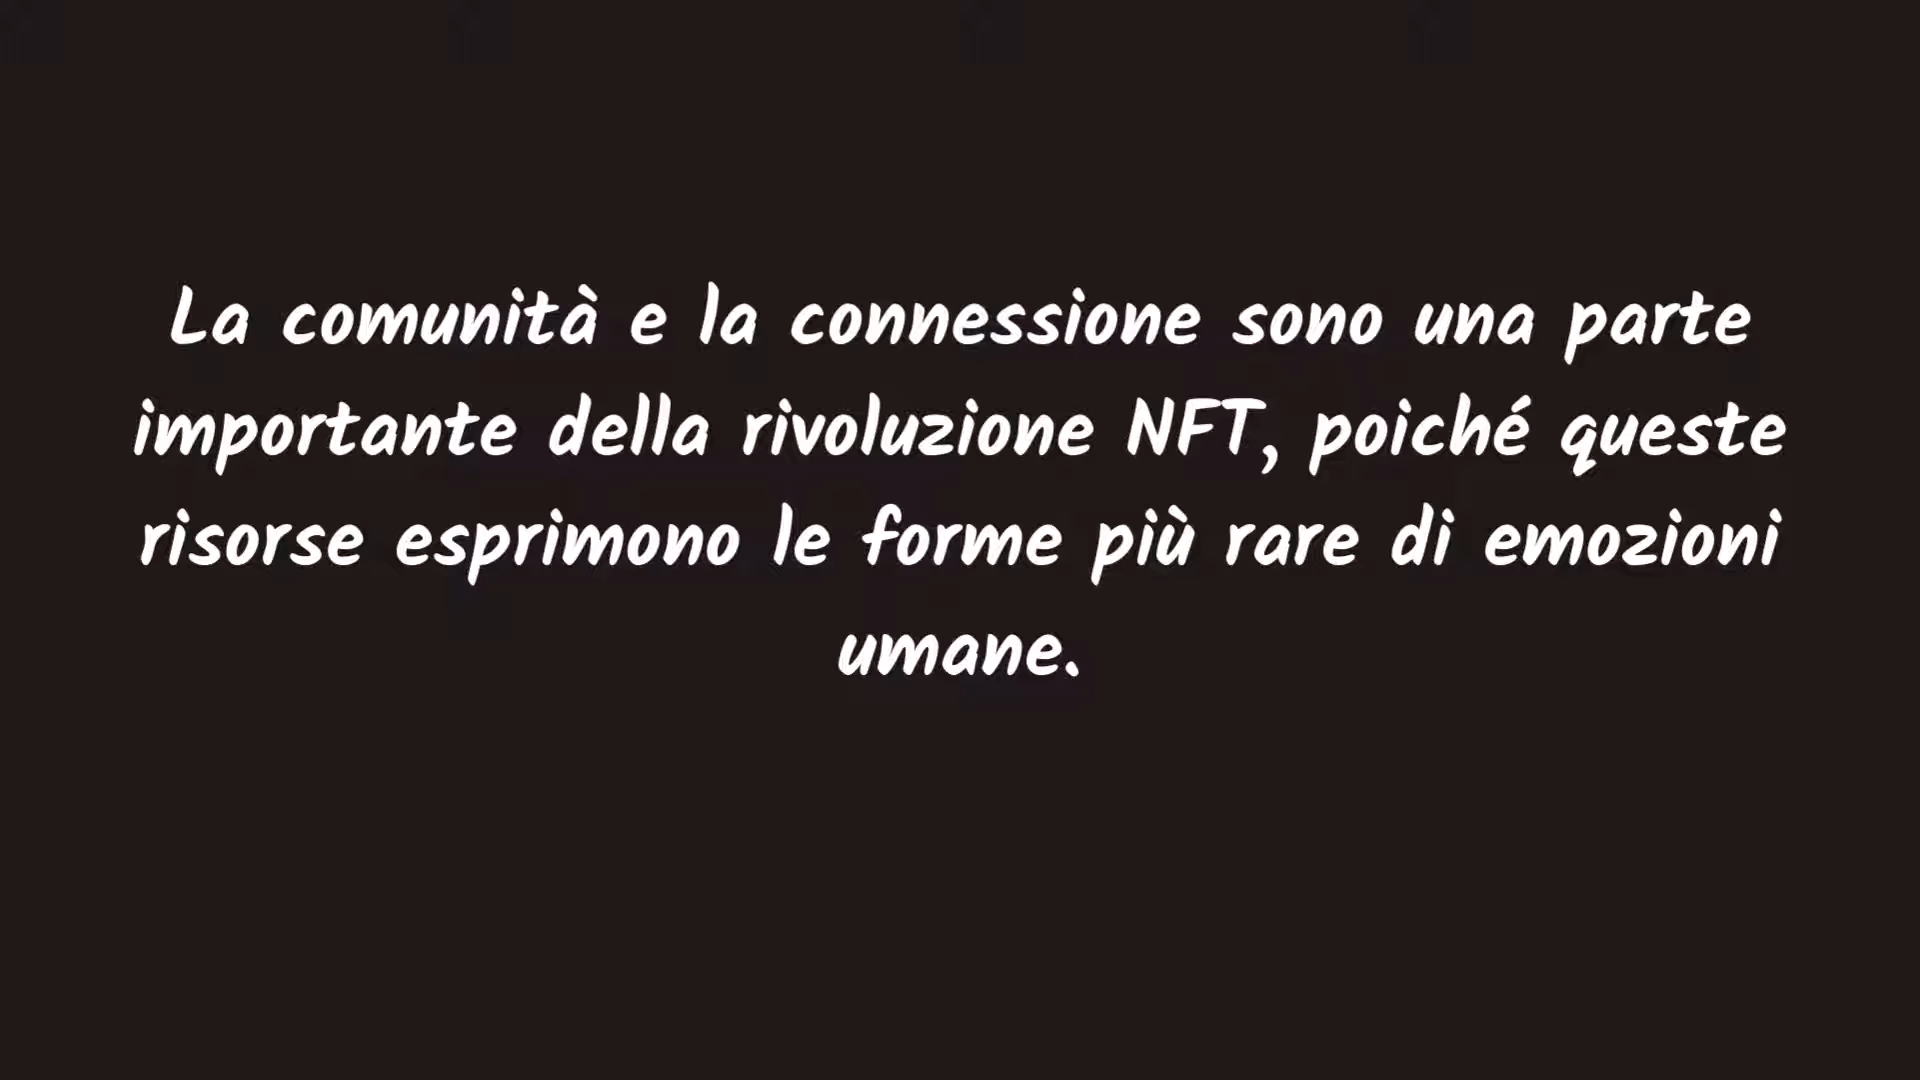 La comunità e la connessione sono una parte
importante della rivoluzione NFT, poiché queste
risorse esprimono le forme più rare di emozioni
umane.